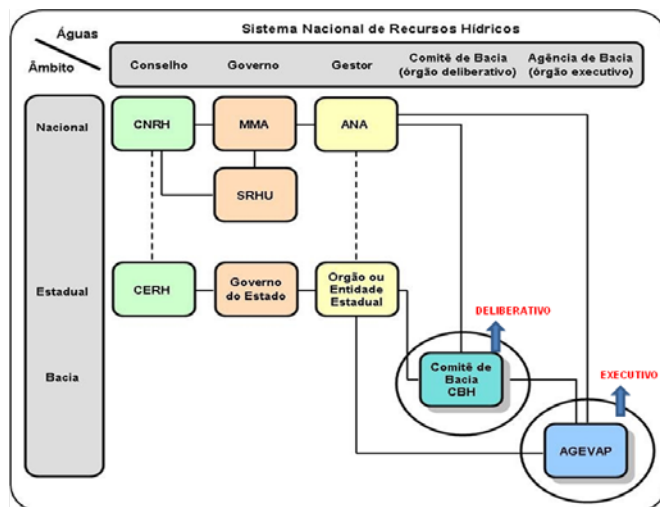 Águas
Sistema Nacional de Recursos Hídricos
Âmbito
Conselho
Governo
Gestor
Comitê de Bacia
(órgão deliberativo)
Agência de Bacia
(órgão executivo)
Nacional
CNRH
MMA
ANA
SRHU
Estadual
CERH
Governo
do Estado
Orgão ou
Entidade
Estadual
DELIBERATIVO
Bacia
Comitê de
Bacia
CBH
EXECUTIVO
AGEVAP